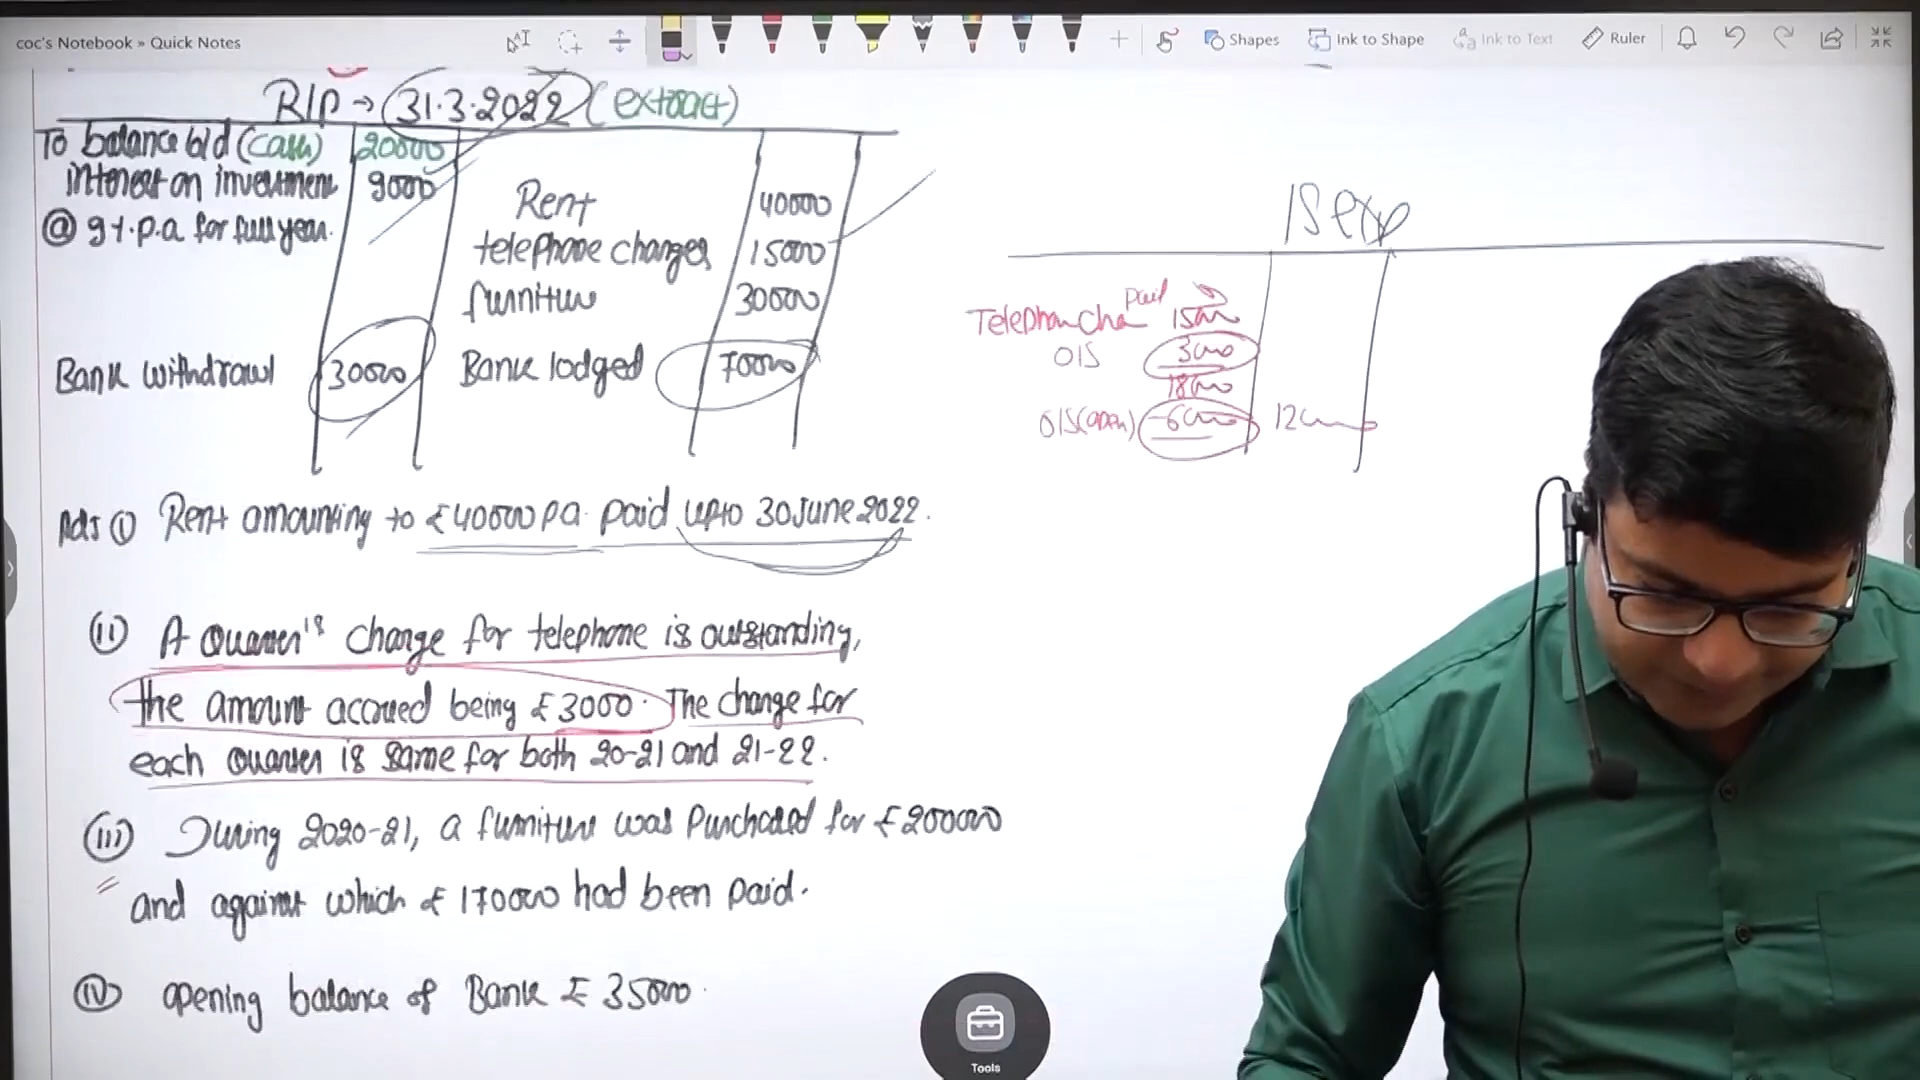 coc's Notebook » Quick Notes
Shapes
Ink to Shape
Ink to Text
Ruler
R/P → 31.3.2022 (extract)
To balance b/d (cash) 20000
interest on investment 9000
@ 9%.p.a for full year.
Rent 40000
telephone charges 15000
furniture 30000
Bank withdrawl 30000 Bank lodged 70000
IS exp
Telephone Cha paid 15000
O/S 3000
18000
O/S (open) -6000 12000
Ads (i) Rent amounting to ₹40000 pa paid upto 30 June 2022.
(ii) A Quarter's charge for telephone is outstanding,
the amount accrued being ₹3000. The charge for
each quarter is same for both 20-21 and 21-22.
(iii) During 2020-21, a furniture was Purchased for ₹200000
and against which ₹170000 had been paid.
(iv) opening balance of Bank ₹35000.
Tools